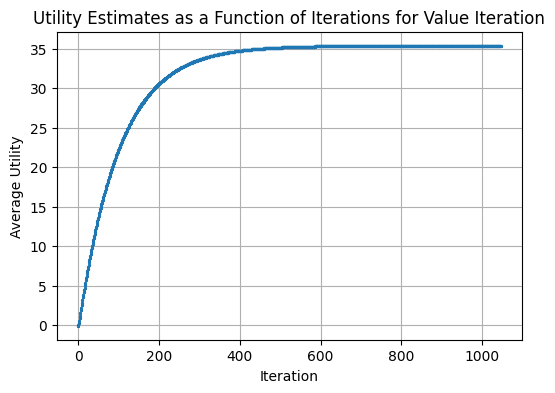 Utility Estimates as a Function of Iterations for Value Iteration
35
30
25
20
15
10
5
0
Average Utility
0 200 400 600 800 1000
Iteration